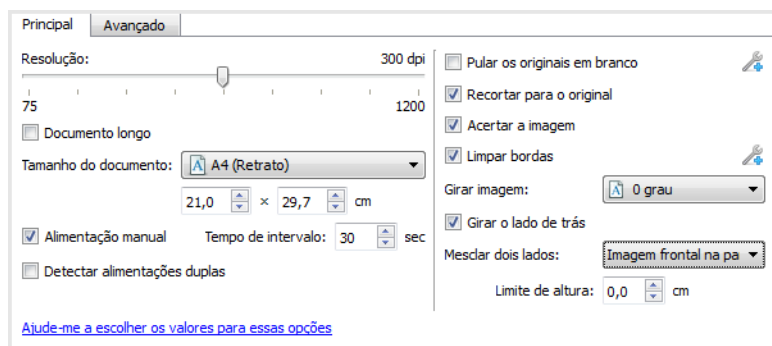 Principal Avançado
Resolução: 300 dpi
75 1200
Documento longo
Tamanho do documento: A4 (Retrato)
21,0 × 29,7 cm
Alimentação manual Tempo de intervalo: 30 sec
Detectar alimentações duplas
Pular os originais em branco
Recortar para o original
Acertar a imagem
Limpar bordas
Girar imagem: 0 grau
Girar o lado de trás
Mesclar dois lados: Imagem frontal na pa
Limite de altura: 0,0 cm
Ajude-me a escolher os valores para essas opções